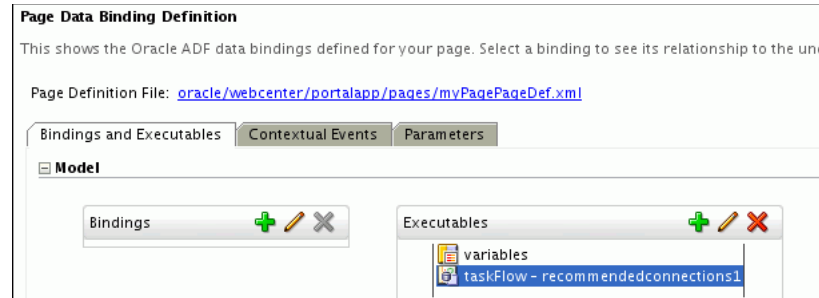 Page Data Binding Definition
This shows the Oracle ADF data bindings defined for your page. Select a binding to see its relationship to the
Page Definition File: oracle/webcenter/portalapp/pages/myPagePageDef.xml
Bindings and Executables Contextual Events Parameters
Model
Bindings Executables
variables
taskFlow - recommendedconnections1